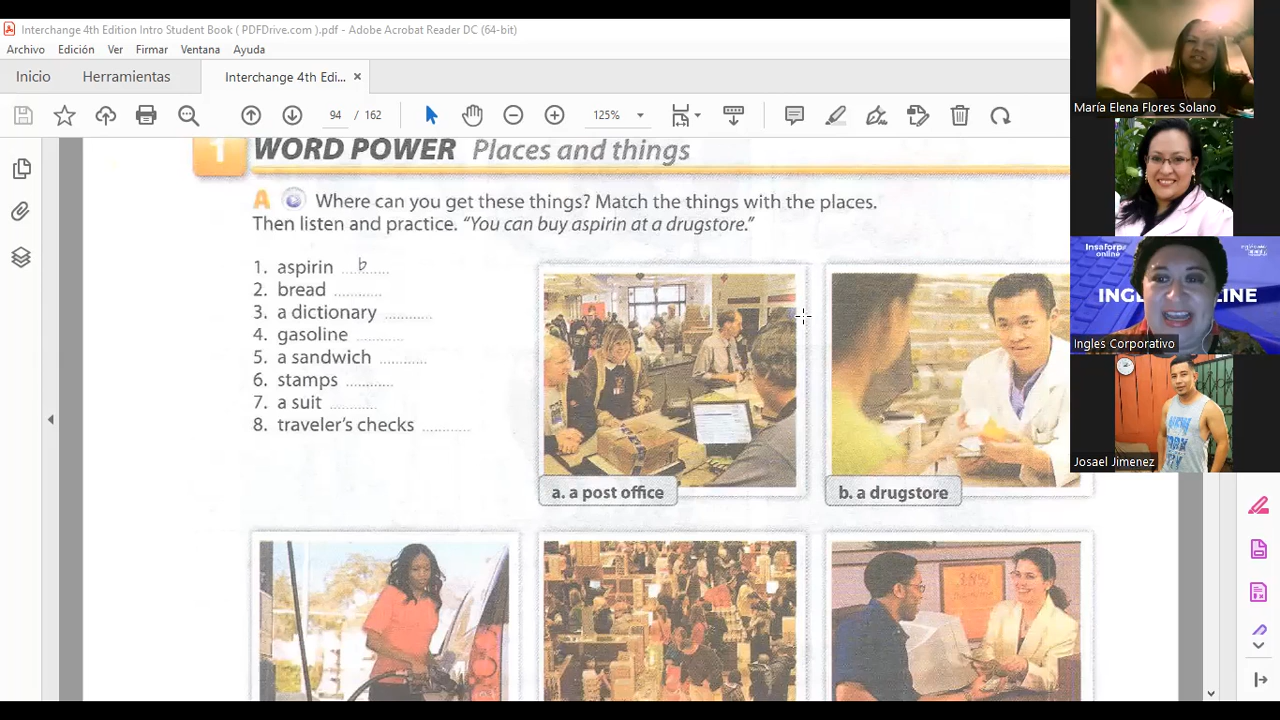 Interchange 4th Edition Intro Student Book ( PDFDrive.com ).pdf - Adobe Acrobat Reader DC (64-bit)
Archivo Edición Ver Firmar Ventana Ayuda
Inicio Herramientas Interchange 4th Edi... ×
94 / 162 125%
1 WORD POWER Places and things
A Where can you get these things? Match the things with the places.
Then listen and practice. “You can buy aspirin at a drugstore.”
1. aspirin b
2. bread ............
3. a dictionary ............
4. gasoline ............
5. a sandwich ............
6. stamps ............
7. a suit ............
8. traveler's checks ............
a. a post office
b. a drugstore
María Elena Flores Solano
Insaforp online
INGL LINE
Ingles Corporativo
Josael Jimenez